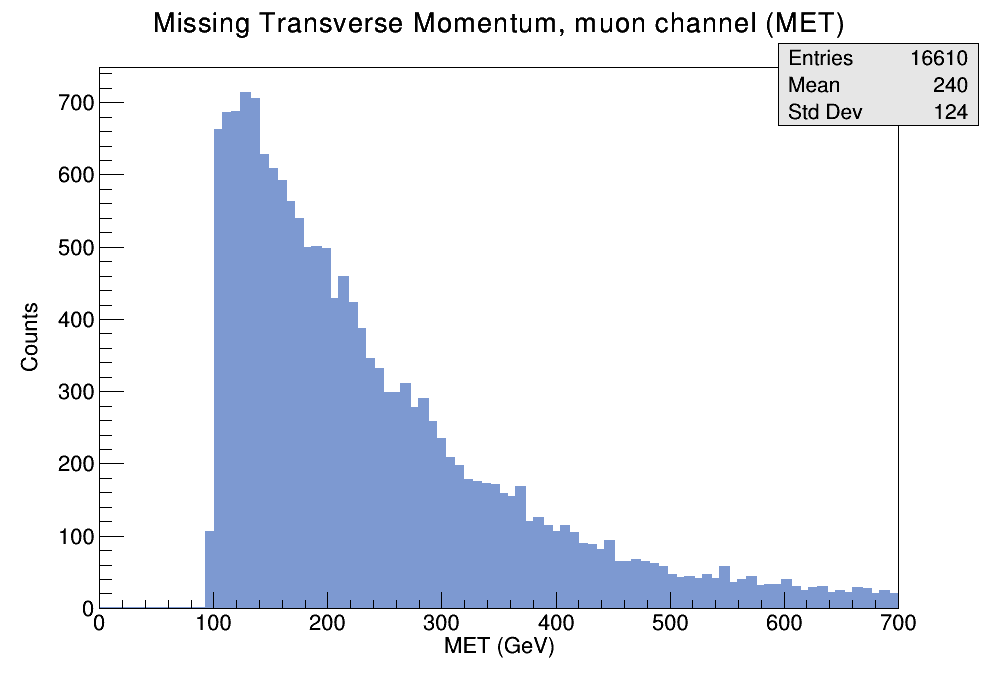 Missing Transverse Momentum, muon channel (MET)
Entries 16610
Mean 240
Std Dev 124
700
600
500
400
300
200
100
0
Counts
0 100 200 300 400 500 600 700
MET (GeV)